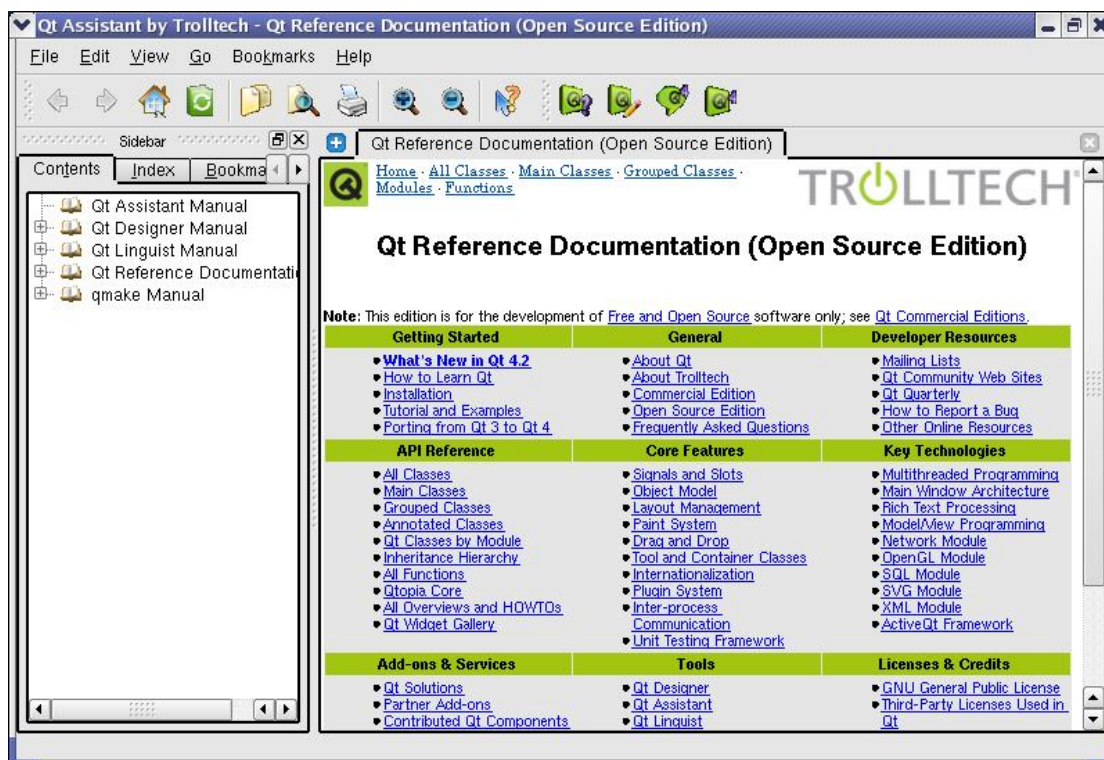 Qt Assistant by Trolltech - Qt Reference Documentation (Open Source Edition)
File Edit View Go Bookmarks Help
Sidebar
Contents Index Bookma
Qt Assistant Manual
Qt Designer Manual
Qt Linguist Manual
Qt Reference Documentati
qmake Manual
Qt Reference Documentation (Open Source Edition)
Home · All Classes · Main Classes · Grouped Classes ·
Modules · Functions
TROLLTECH
Qt Reference Documentation (Open Source Edition)
Note: This edition is for the development of Free and Open Source software only; see Qt Commercial Editions.
Getting Started
What's New in Qt 4.2
How to Learn Qt
Installation
Tutorial and Examples
Porting from Qt 3 to Qt 4
General
About Qt
About Trolltech
Commercial Edition
Open Source Edition
Frequently Asked Questions
Developer Resources
Mailing Lists
Qt Community Web Sites
Qt Quarterly
How to Report a Bug
Other Online Resources
API Reference
All Classes
Main Classes
Grouped Classes
Annotated Classes
Qt Classes by Module
Inheritance Hierarchy
All Functions
Qtopia Core
All Overviews and HOWTOs
Qt Widget Gallery
Core Features
Signals and Slots
Object Model
Layout Management
Paint System
Drag and Drop
Tool and Container Classes
Internationalization
Plugin System
Inter-process
Communication
Unit Testing Framework
Key Technologies
Multithreaded Programming
Main Window Architecture
Rich Text Processing
Model/View Programming
Network Module
OpenGL Module
SQL Module
SVG Module
XML Module
ActiveQt Framework
Add-ons & Services
Qt Solutions
Partner Add-ons
Contributed Qt Components
Tools
Qt Designer
Qt Assistant
Qt Linguist
Licenses & Credits
GNU General Public License
Third-Party Licenses Used in
Qt